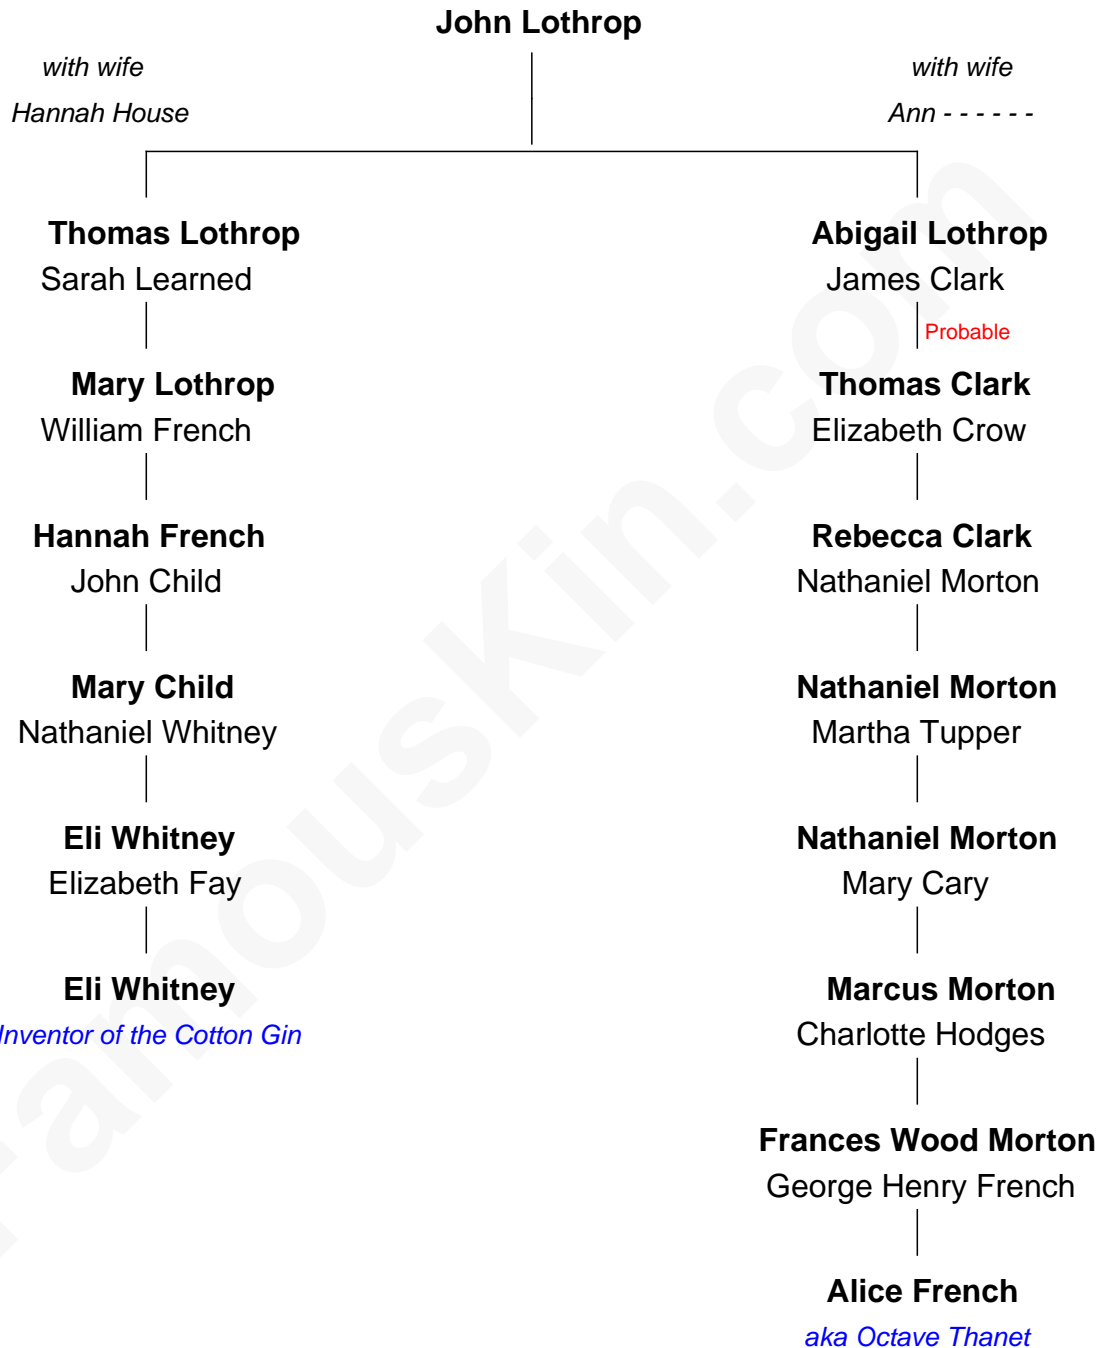 John Lothrop
with wife
with wife
Hannah House
Ann - - - - - -
Thomas Lothrop
Abigail Lothrop
Sarah Learned
James Clark
Probable
Mary Lothrop
Thomas Clark
William French
Elizabeth Crow
Hannah French
Rebecca Clark
John Child
Nathaniel Morton
Mary Child
Nathaniel Morton
Nathaniel Whitney
Martha Tupper
Eli Whitney
Nathaniel Morton
Elizabeth Fay
Mary Cary
Eli Whitney
Marcus Morton
Inventor of the Cotton Gin
Charlotte Hodges
Frances Wood Morton
George Henry French
Alice French
aka Octave Thanet
FamousKin.com